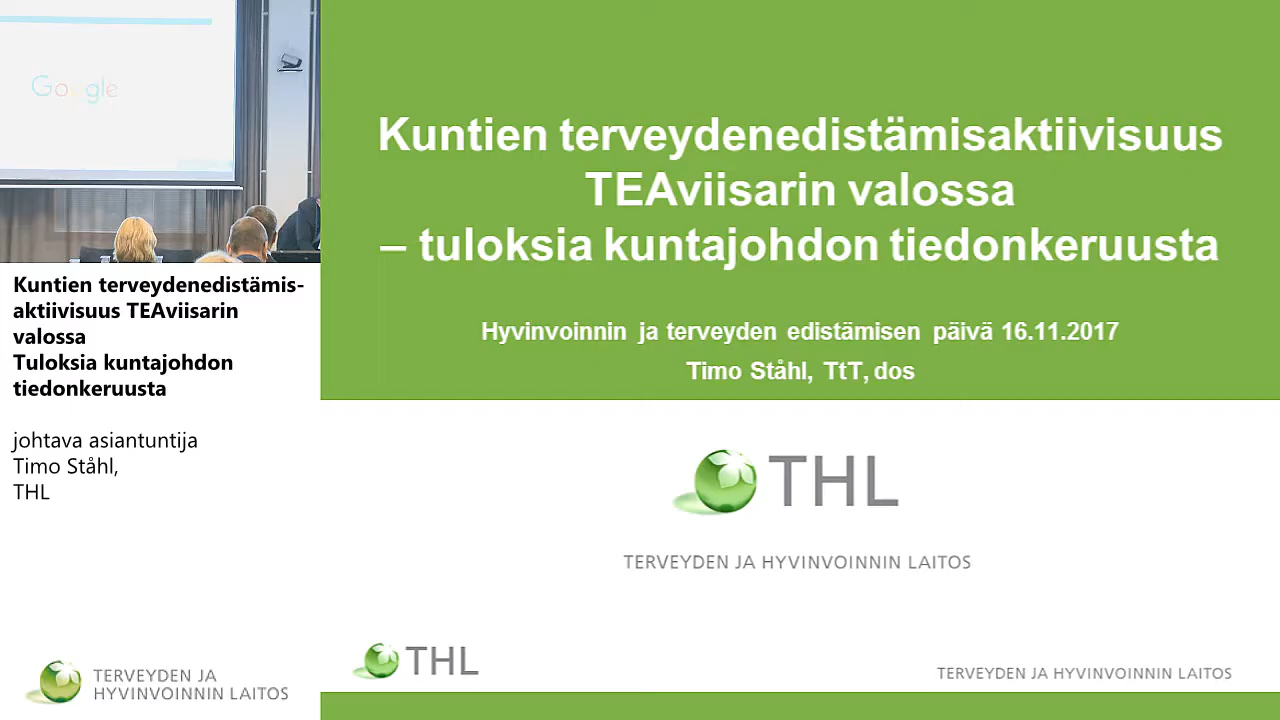 Google
Kuntien terveydenedistämis-
aktiivisuus TEAviisarin
valossa
Tuloksia kuntajohdon
tiedonkeruusta
johtava asiantuntija
Timo Ståhl,
THL
TERVEYDEN JA
HYVINVOINNIN LAITOS
Kuntien terveydenedistämisaktiivisuus
TEAviisarin valossa
– tuloksia kuntajohdon tiedonkeruusta
Hyvinvoinnin ja terveyden edistämisen päivä 16.11.2017
Timo Ståhl, TtT, dos
THL
TERVEYDEN JA HYVINVOINNIN LAITOS
THL
TERVEYDEN JA HYVINVOINNIN LAITOS